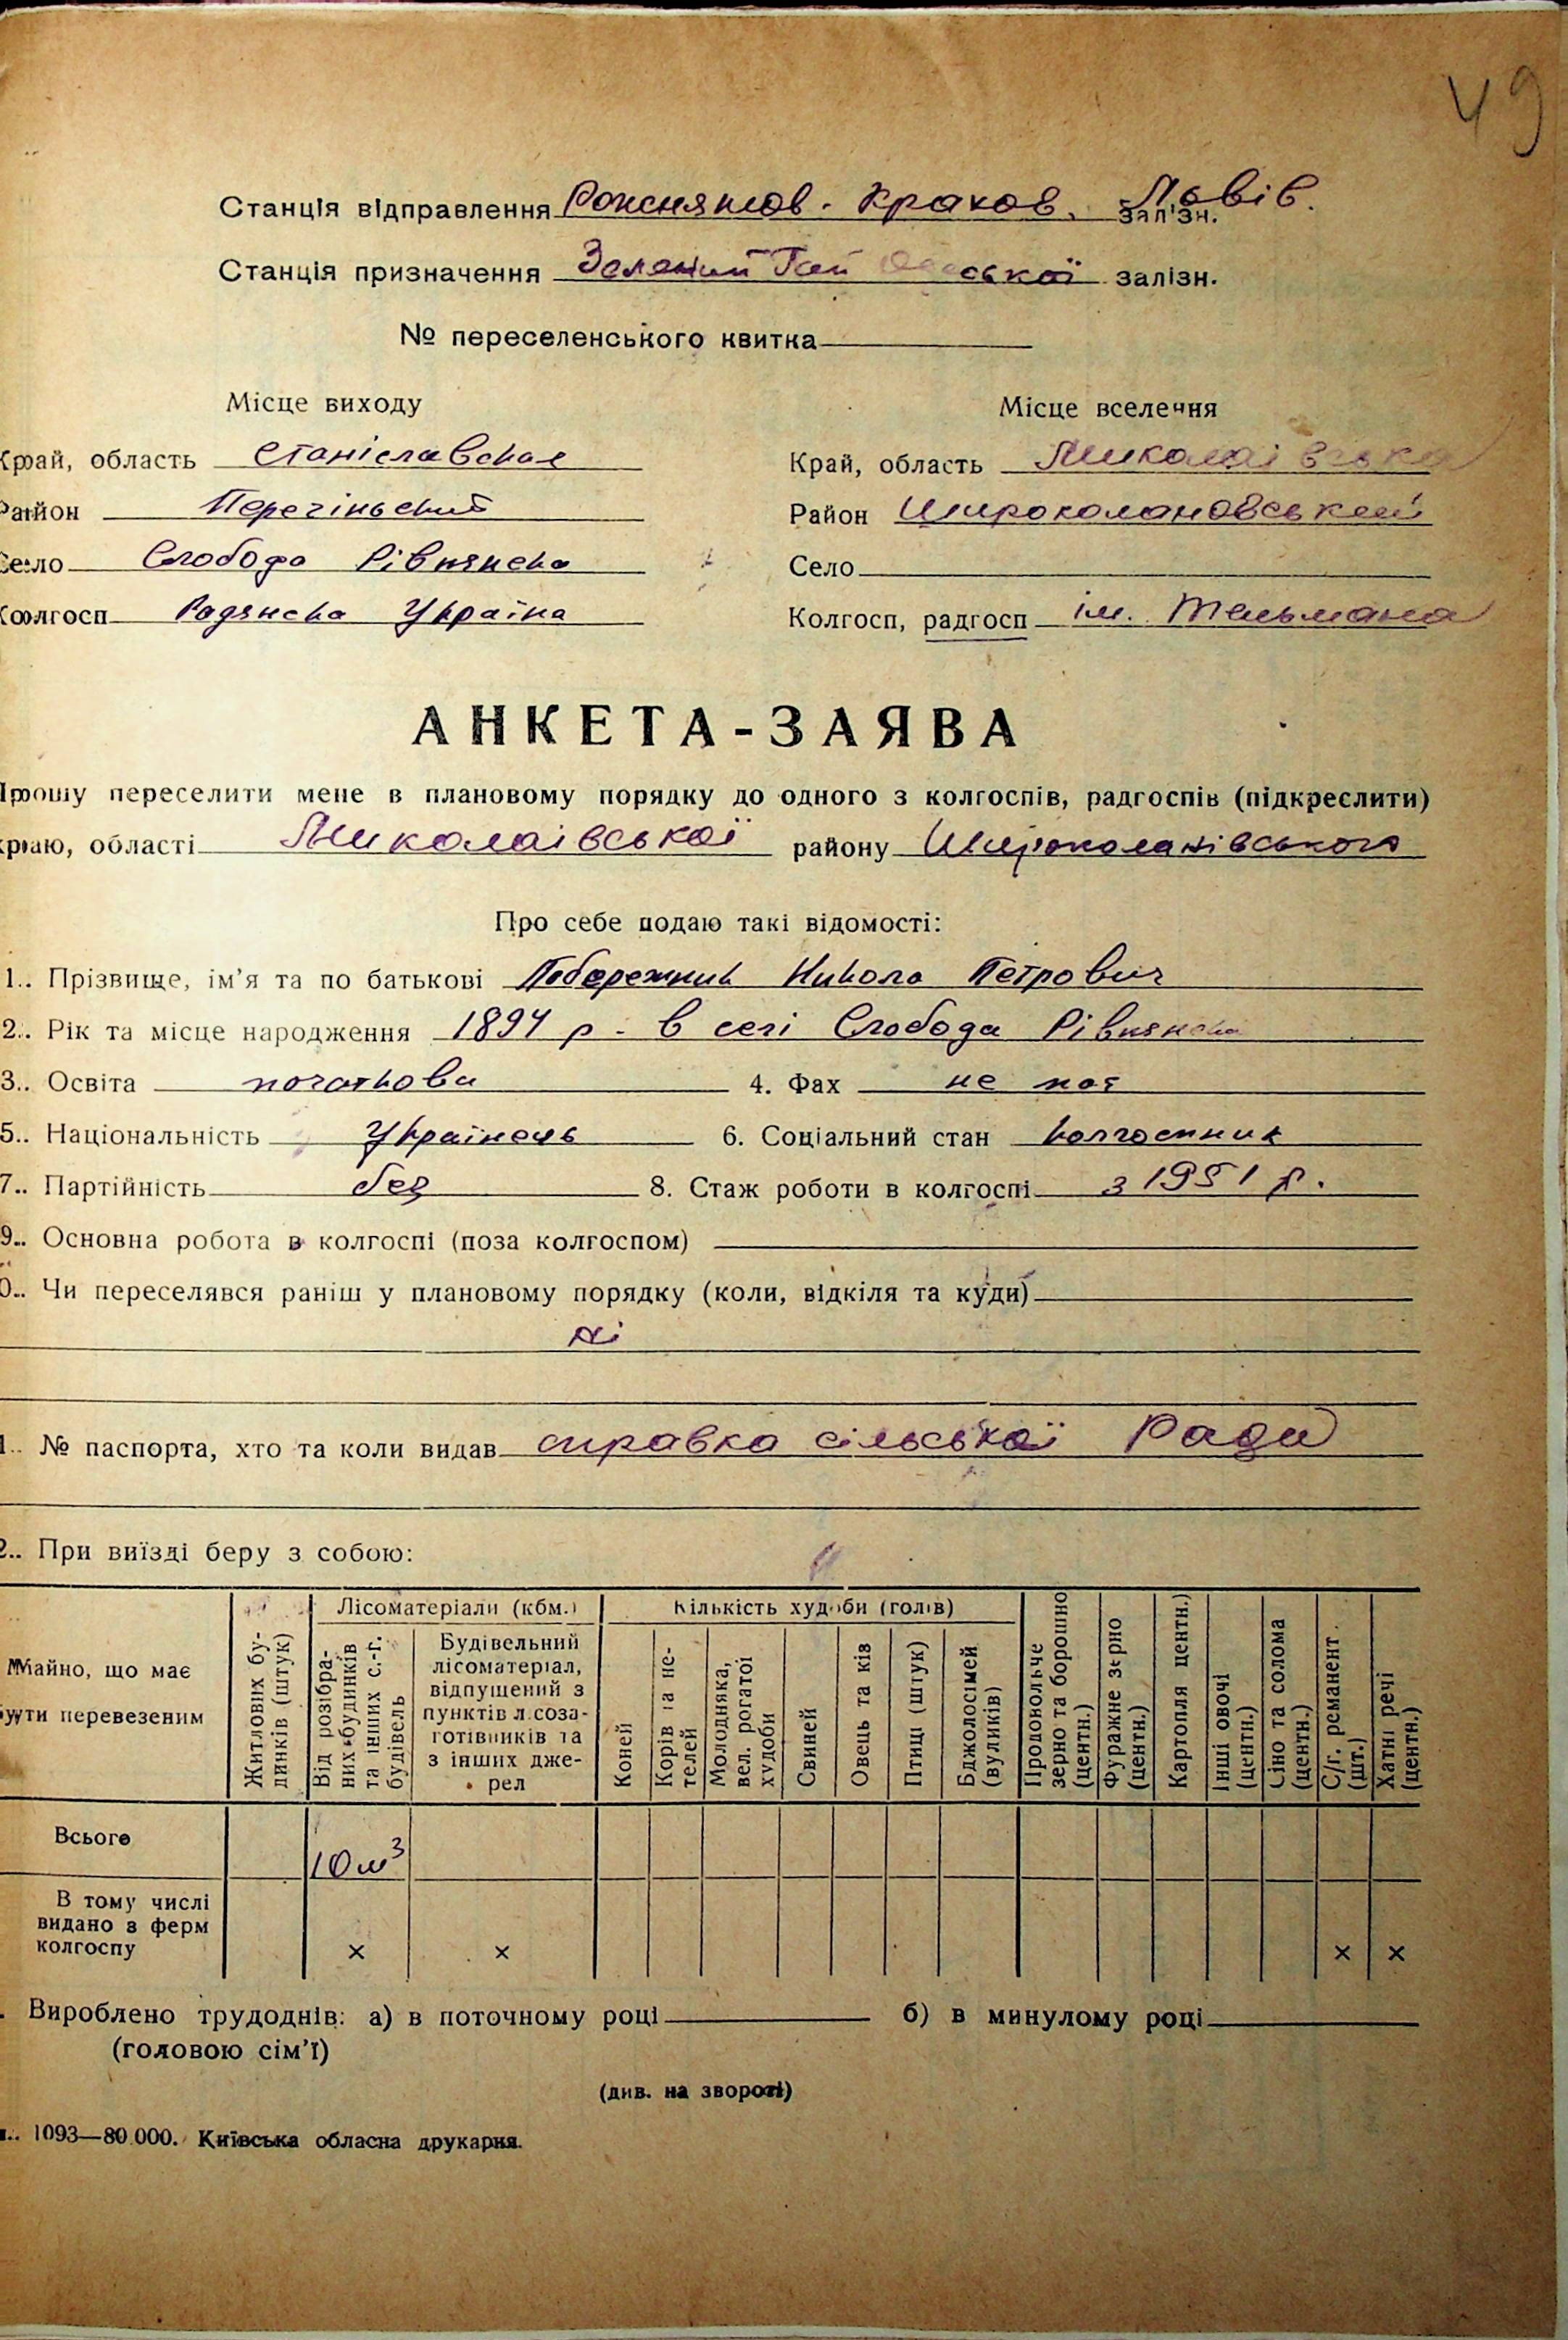 49
Станція відправлення Рожнятов. Краков. Львів. залізн.
Станція призначення Зелений Гай Одеської залізн.
№ переселенського квитка
Місце виходу
Місце вселення
Край, область Станіславская
Край, область Миколаївська
Район Перегінський
Район Широколановський
Село Слобода Рівнянська
Село
Колгосп Радянська Україна
Колгосп, радгосп ім. Тельмана
АНКЕТА-ЗАЯВА
Прошу переселити мене в плановому порядку до одного з колгоспів, радгоспів (підкреслити)
краю, області Миколаївської району Широколанівського
Про себе подаю такі відомості:
1. Прізвище, ім’я та по батькові Побережник Микола Петрович
2. Рік та місце народження 1894 р. в селі Слобода Рівнянська
3. Освіта початкова 4. Фах не має
5. Національність Українець 6. Соціальний стан колгоспник
7. Партійність без 8. Стаж роботи в колгоспі з 1951 р.
9. Основна робота в колгоспі (поза колгоспом)
0. Чи переселявся раніш у плановому порядку (коли, відкіля та куди)
ні
1. № паспорта, хто та коли видав справка сільської Ради
2. При виїзді беру з собою:
Майно, що має бути перевезеним
Житлових будинків (штук)
Лісоматеріали (кбм.)
Від розібраних будинків та інших с.-г. будівель
Будівельний лісоматеріал, відпущений з пунктів лісозаготівників та з інших джерел
Кількість худоби (голів)
Коней
Корів та нетелей
Молодняка, вел. рогатої худоби
Свиней
Овець та ків
Птиці (штук)
Бджолосімей (вуликів)
Продовольче зерно та борошно (центн.)
Фуражне зерно (центн.)
Картопля центн.)
Інші овочі (центн.)
Сіно та солома (центн.)
С/г. реманент (шт.)
Хатні речі (центн.)
Всього
10 м³
В тому числі видано з ферм колгоспу
× × × ×
. Вироблено трудоднів: а) в поточному році б) в минулому році
(головою сім’ї)
(див. на звороті)
1093—80.000. Київська обласна друкарня.